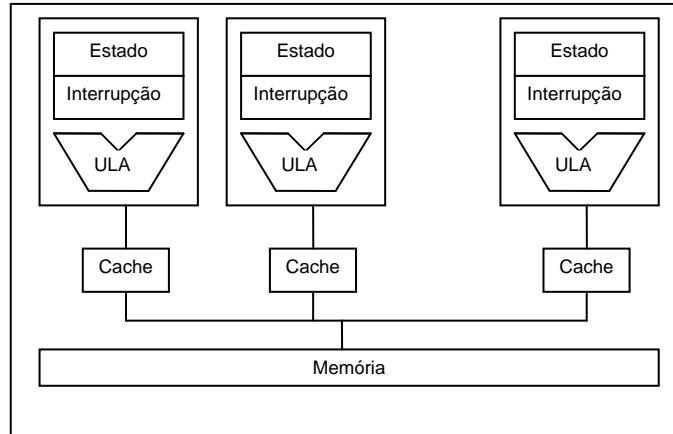 Estado Estado Estado
Interrupção Interrupção Interrupção
ULA ULA ULA
Cache Cache Cache
Memória